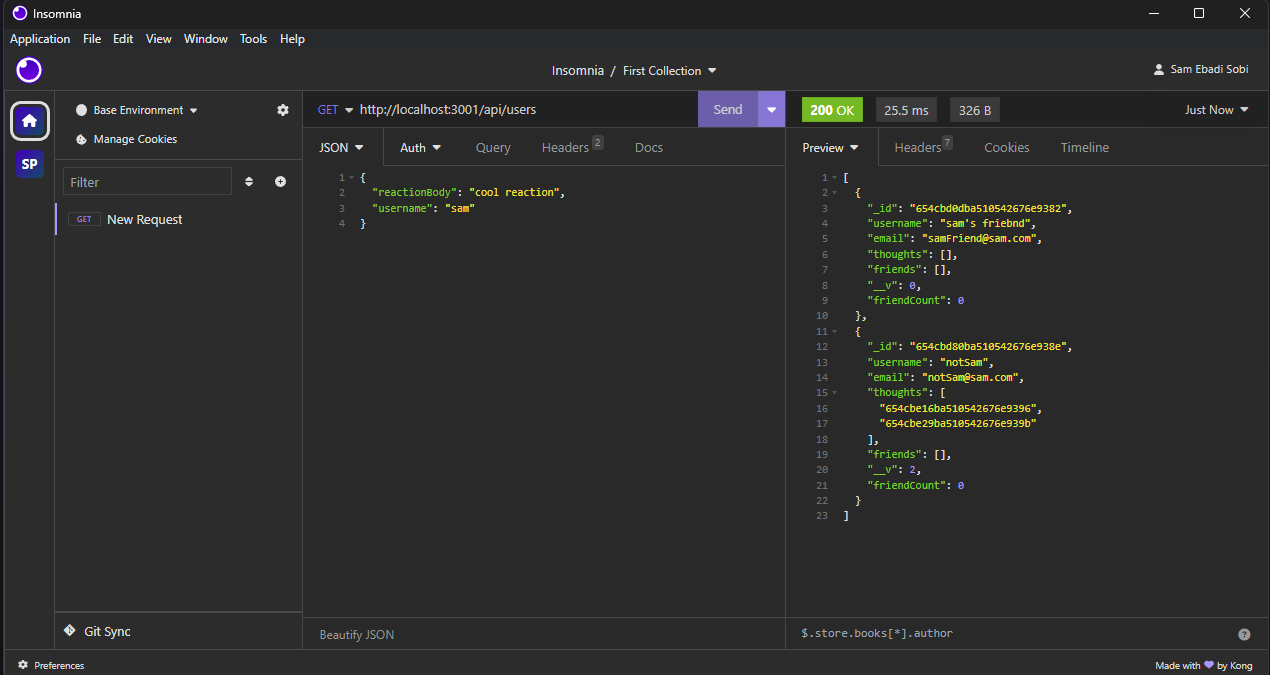 Insomnia
Application File Edit View Window Tools Help
Insomnia / First Collection
Sam Ebadi Sobi
Base Environment
Manage Cookies
SP
Filter
GET New Request
Git Sync
Preferences
GET http://localhost:3001/api/users Send
JSON Auth Query Headers 2 Docs
1 {
2 "reactionBody": "cool reaction",
3 "username": "sam"
4 }
Beautify JSON
200 OK 25.5 ms 326 B Just Now
Preview Headers 7 Cookies Timeline
1 [
2 {
3 "_id": "654cbd0dba510542676e9382",
4 "username": "sam's friebnd",
5 "email": "samFriend@sam.com",
6 "thoughts": [],
7 "friends": [],
8 "__v": 0,
9 "friendCount": 0
10 },
11 {
12 "_id": "654cbd80ba510542676e938e",
13 "username": "notSam",
14 "email": "notSam@sam.com",
15 "thoughts": [
16 "654cbe16ba510542676e9396",
17 "654cbe29ba510542676e939b"
18 ],
19 "friends": [],
20 "__v": 2,
21 "friendCount": 0
22 }
23 ]
$.store.books[*].author
?
Made with 💜 by Kong